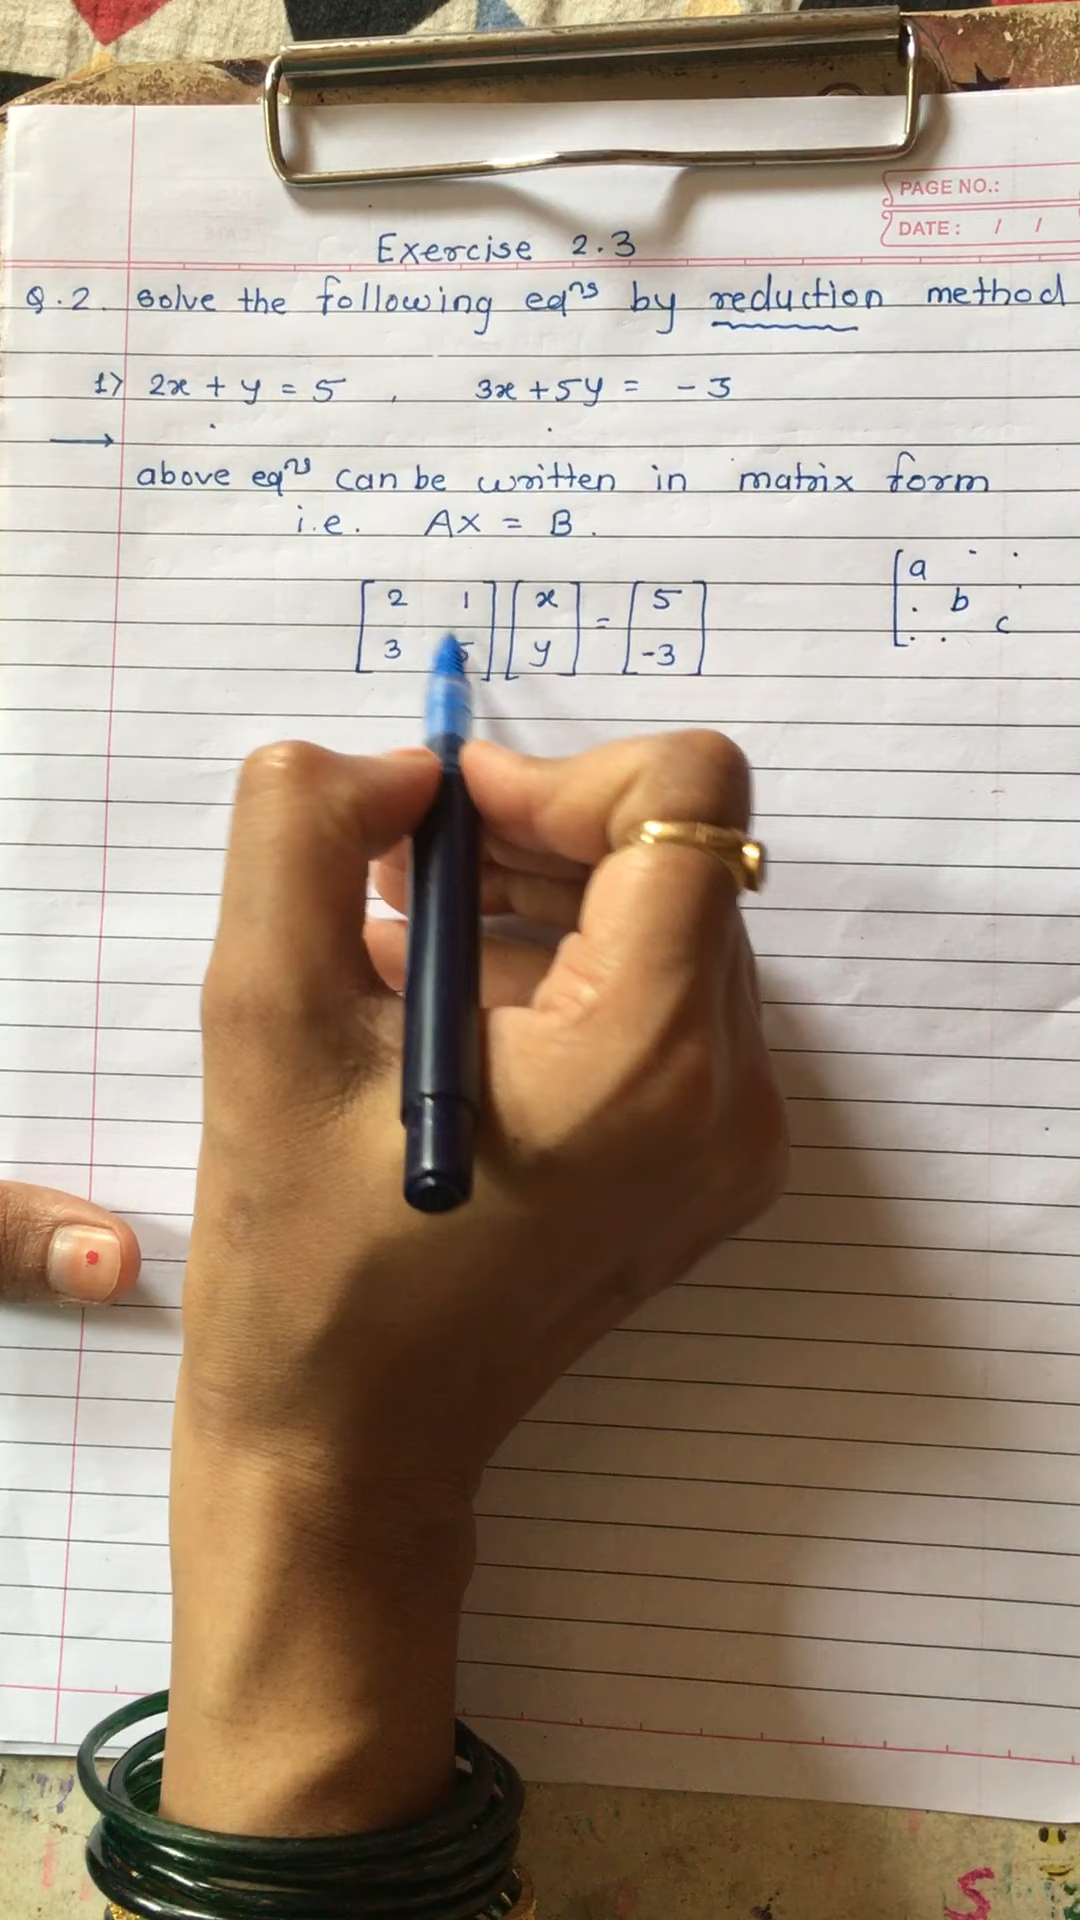 PAGE NO.:
DATE : / /
Exercise 2.3
Q.2. Solve the following eqⁿˢ by reduction method
1) 2x + y = 5 , 3x + 5y = -3
→
above eqⁿˢ can be written in matrix form
i.e. AX = B.
[a
. b
. . c
[2 1] [x] = [5]
[3 5] [y] [-3]
S